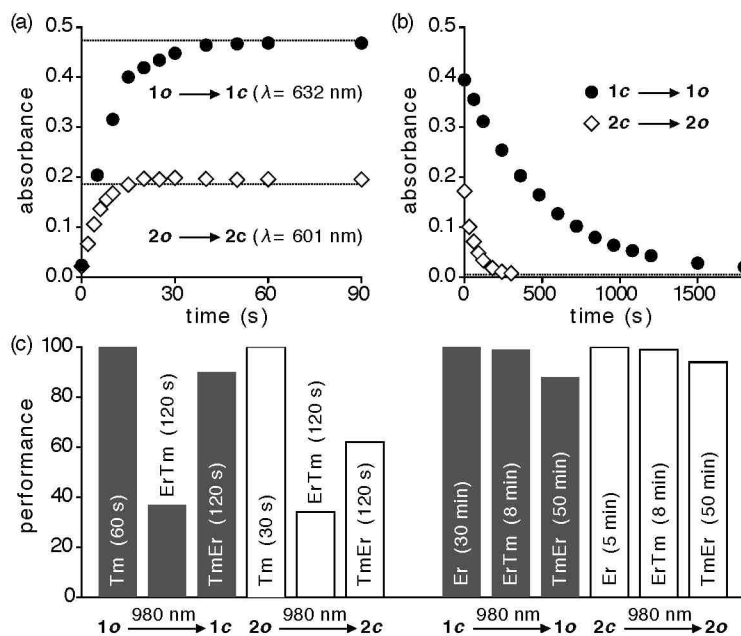 (a)
0.5
0.4
0.3
0.2
0.1
0.0
absorbance
1o → 1c (λ = 632 nm)
2o → 2c (λ = 601 nm)
0 30 60 90
time (s)
(b)
0.5
0.4
0.3
0.2
0.1
0.0
absorbance
1c → 1o
2c → 2o
0 500 1000 1500
time (s)
(c)
100
80
60
40
20
0
performance
Tm (60 s)
ErTm (120 s)
TmEr (120 s)
Tm (30 s)
ErTm (120 s)
TmEr (120 s)
Er (30 min)
ErTm (8 min)
TmEr (50 min)
Er (5 min)
ErTm (8 min)
TmEr (50 min)
1o 980 nm → 1c
2o 980 nm → 2c
1c 980 nm → 1o
2c 980 nm → 2o